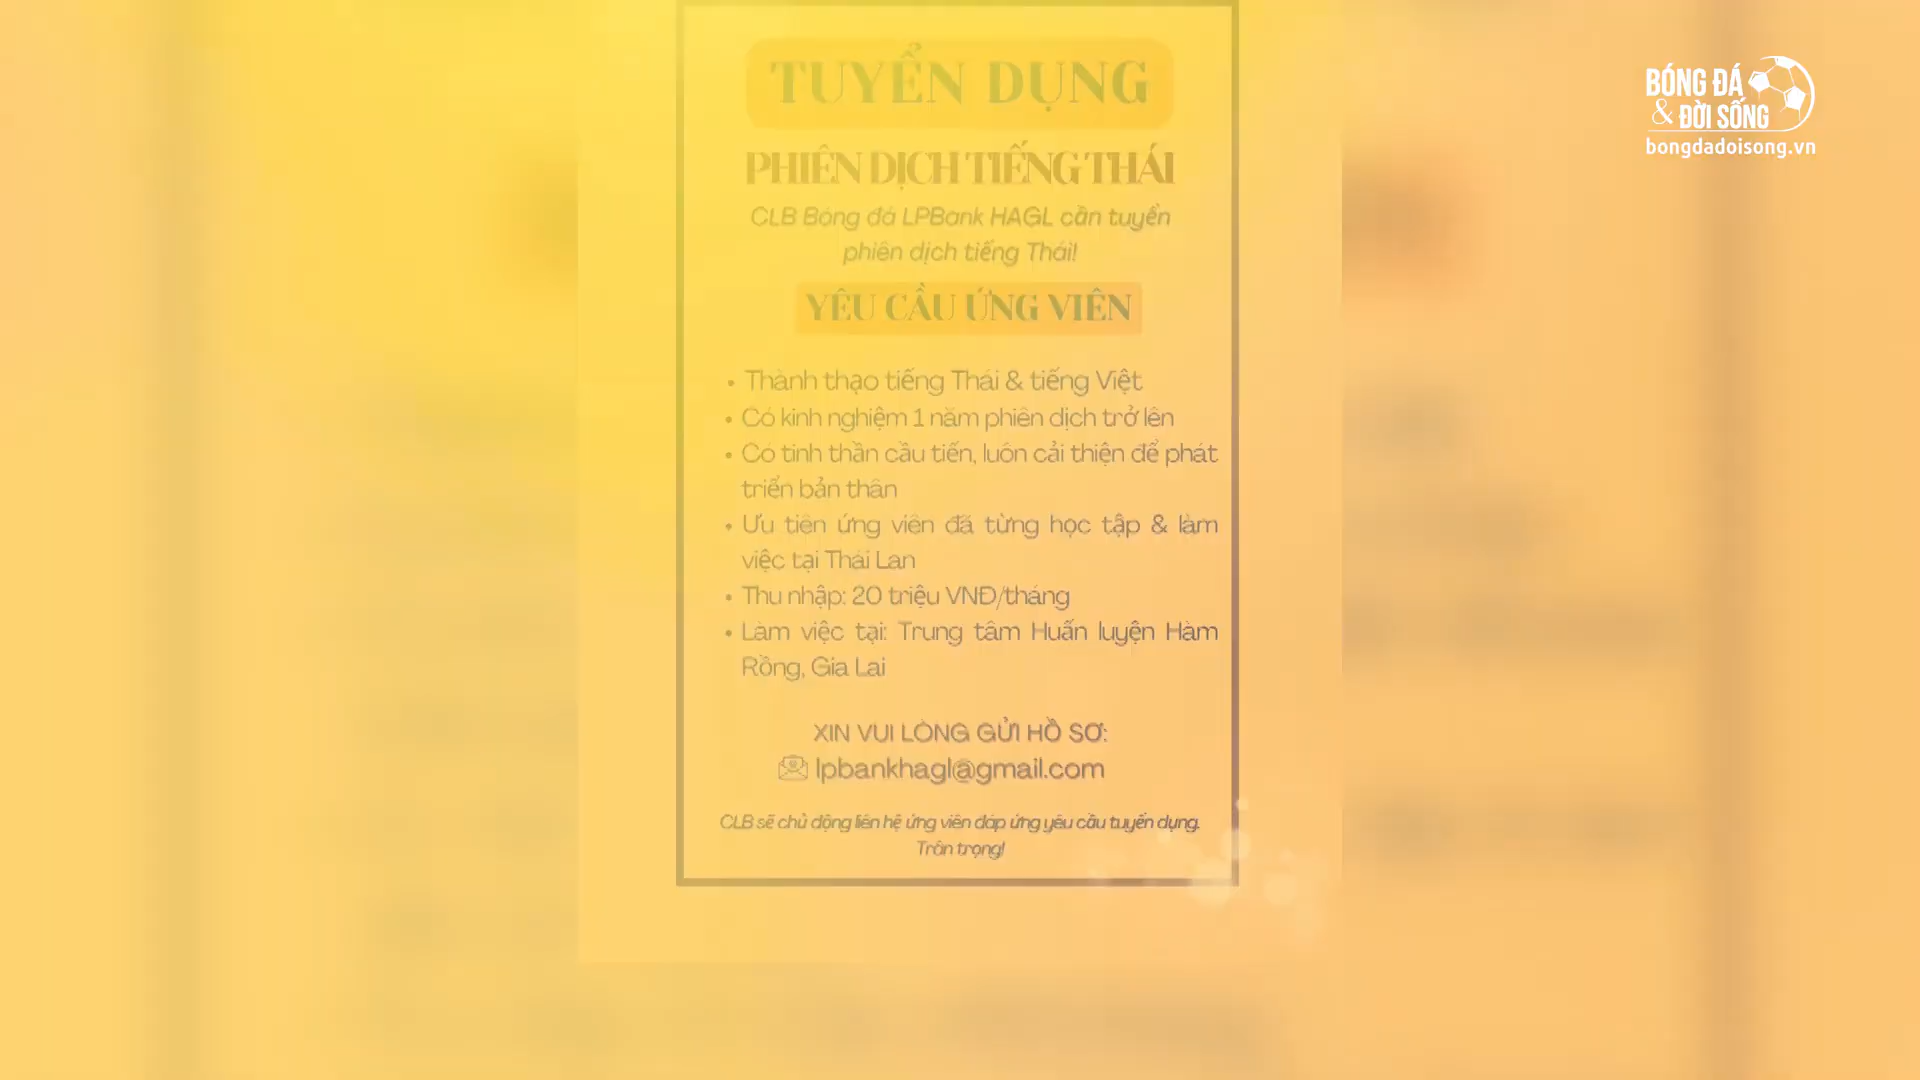 TUYỂN DỤNG
PHIÊN DỊCH TIẾNG THÁI
CLB Bóng đá LPBank HAGL cần tuyển
phiên dịch tiếng Thái!
YÊU CẦU ỨNG VIÊN
• Thành thạo tiếng Thái & tiếng Việt
• Có kinh nghiệm 1 năm phiên dịch trở lên
• Có tinh thần cầu tiến, luôn cải thiện để phát
triển bản thân
• Ưu tiên ứng viên đã từng học tập & làm
việc tại Thái Lan
• Thu nhập: 20 triệu VNĐ/tháng
• Làm việc tại: Trung tâm Huấn luyện Hàm
Rồng, Gia Lai
XIN VUI LÒNG GỬI HỒ SƠ:
lpbankhagl@gmail.com
CLB sẽ chủ động liên hệ ứng viên đáp ứng yêu cầu tuyển dụng.
Trân trọng!
BÓNG ĐÁ
& ĐỜI SỐNG
bongdadoisong.vn